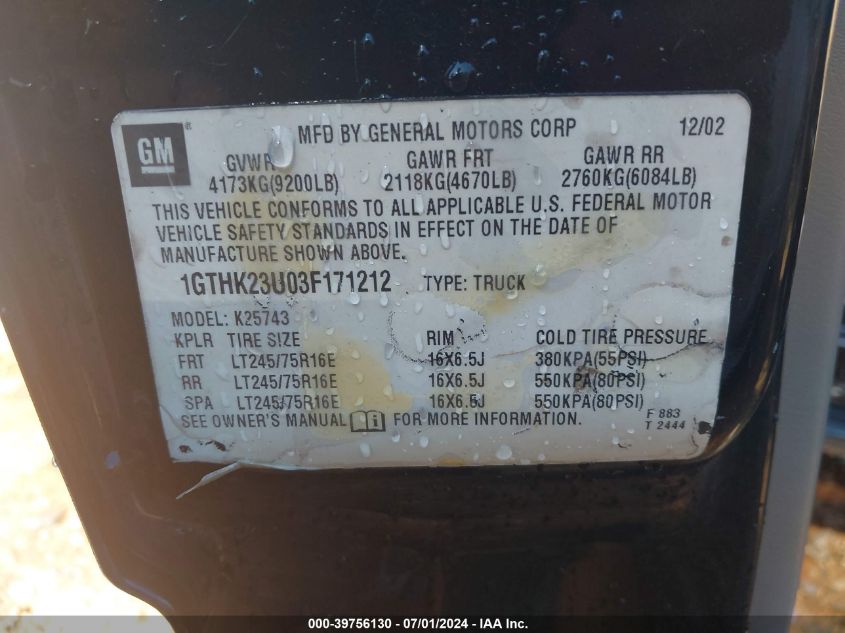 GM
MFD BY GENERAL MOTORS CORP 12/02
GVWR GAWR FRT GAWR RR
4173KG(9200LB) 2118KG(4670LB) 2760KG(6084LB)
THIS VEHICLE CONFORMS TO ALL APPLICABLE U.S. FEDERAL MOTOR
VEHICLE SAFETY STANDARDS IN EFFECT ON THE DATE OF
MANUFACTURE SHOWN ABOVE.
1GTHK23U03F171212 TYPE: TRUCK
MODEL: K25743
KPLR TIRE SIZE RIM COLD TIRE PRESSURE
FRT LT245/75R16E 16X6.5J 380KPA(55PSI)
RR LT245/75R16E 16X6.5J 550KPA(80PSI)
SPA LT245/75R16E 16X6.5J 550KPA(80PSI)
SEE OWNER'S MANUAL i FOR MORE INFORMATION.
F 883
T 2444
000-39756130 - 07/01/2024 - IAA Inc.